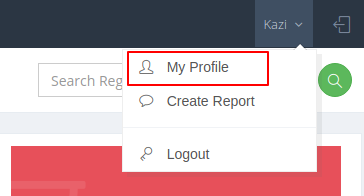 Kazi
My Profile
Search Reg
Create Report
Logout